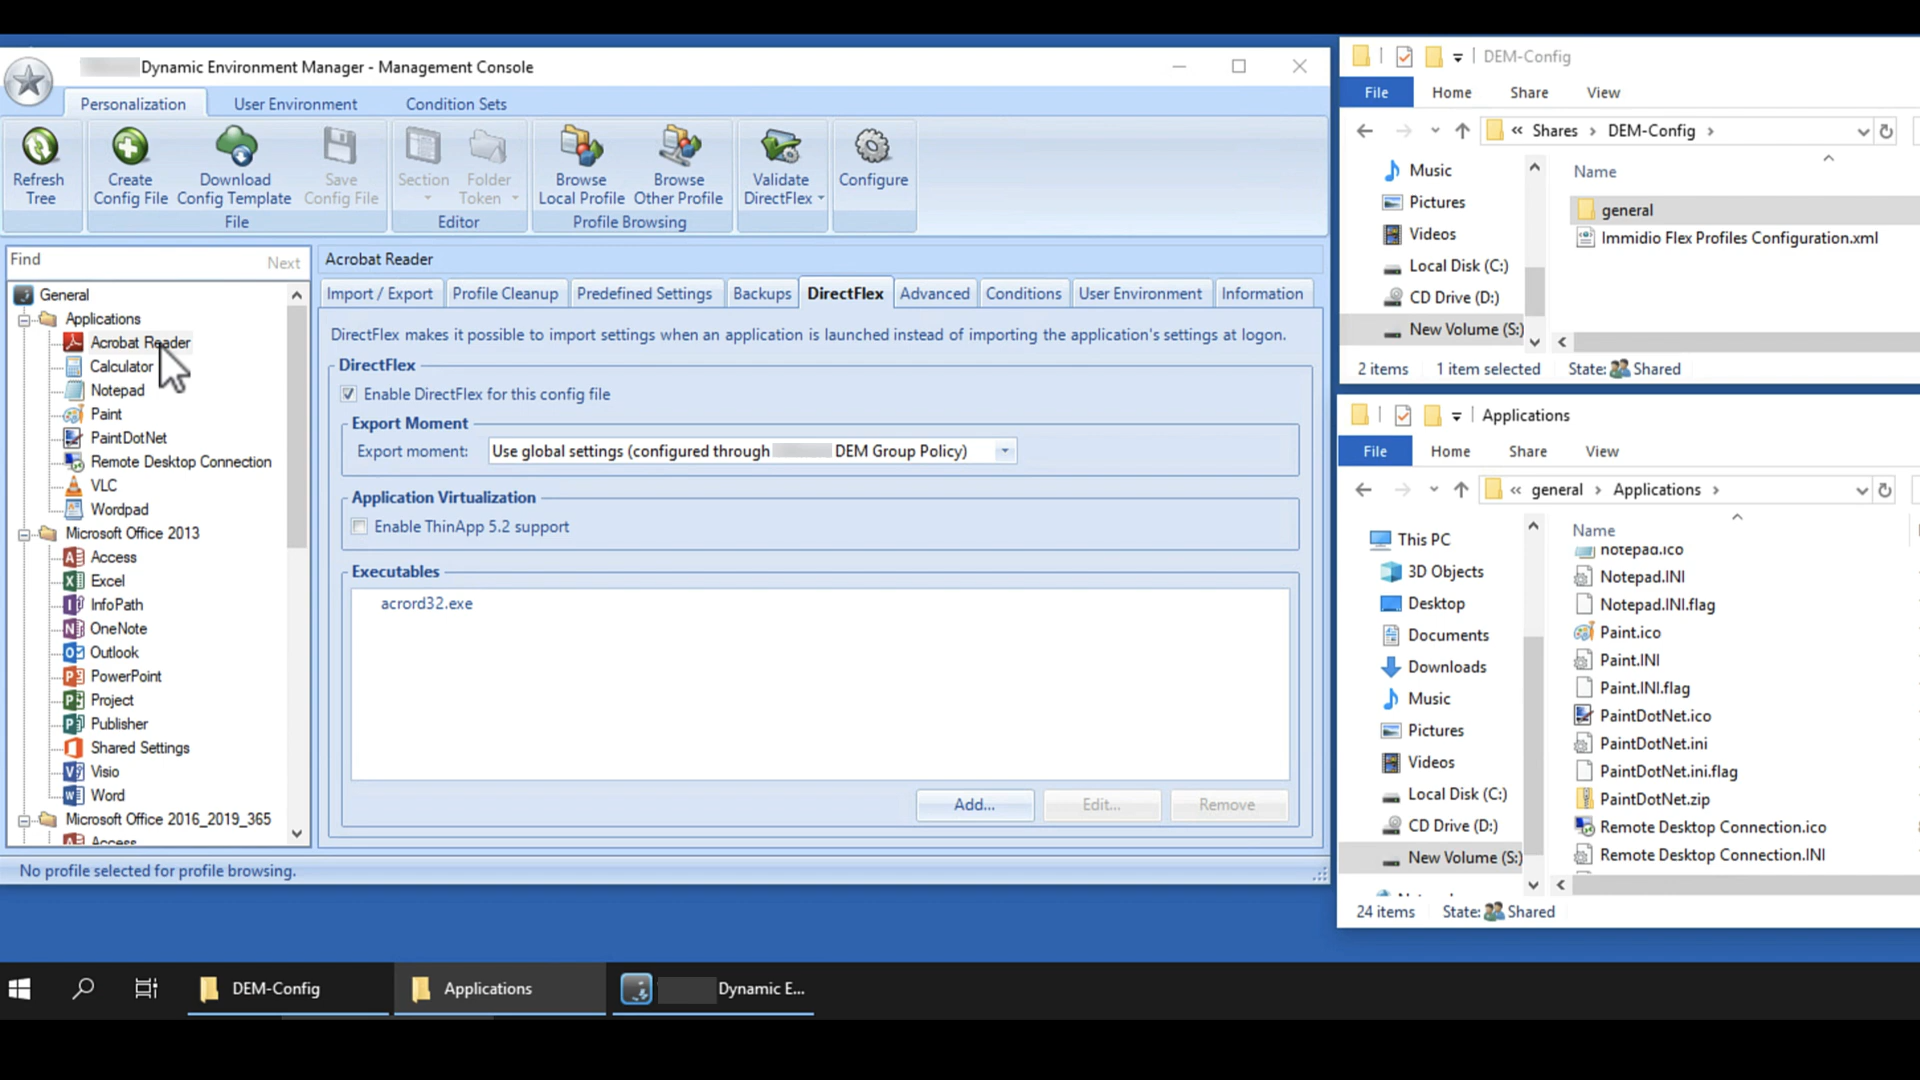 Dynamic Environment Manager - Management Console
Personalization
User Environment
Condition Sets
Refresh
Tree
Create
Config File
Download
Config Template
Save
Config File
File
Section
Folder
Token
Editor
Browse
Local Profile
Browse
Other Profile
Profile Browsing
Validate
DirectFlex
Configure
Find
Next
General
Applications
Acrobat Reader
Calculator
Notepad
Paint
PaintDotNet
Remote Desktop Connection
VLC
Wordpad
Microsoft Office 2013
Access
Excel
InfoPath
OneNote
Outlook
PowerPoint
Project
Publisher
Shared Settings
Visio
Word
Microsoft Office 2016_2019_365
Access
Acrobat Reader
Import / Export
Profile Cleanup
Predefined Settings
Backups
DirectFlex
Advanced
Conditions
User Environment
Information
DirectFlex makes it possible to import settings when an application is launched instead of importing the application's settings at logon.
DirectFlex
Enable DirectFlex for this config file
Export Moment
Export moment:
Use global settings (configured through DEM Group Policy)
Application Virtualization
Enable ThinApp 5.2 support
Executables
acrord32.exe
Add...
Edit...
Remove
No profile selected for profile browsing.
DEM-Config
File
Home
Share
View
« Shares > DEM-Config >
Music
Pictures
Videos
Local Disk (C:)
CD Drive (D:)
New Volume (S:)
Name
general
Immidio Flex Profiles Configuration.xml
2 items
1 item selected
State:
Shared
Applications
File
Home
Share
View
« general > Applications >
This PC
3D Objects
Desktop
Documents
Downloads
Music
Pictures
Videos
Local Disk (C:)
CD Drive (D:)
New Volume (S:)
Name
notepad.ico
Notepad.INI
Notepad.INI.flag
Paint.ico
Paint.INI
Paint.INI.flag
PaintDotNet.ico
PaintDotNet.ini
PaintDotNet.ini.flag
PaintDotNet.zip
Remote Desktop Connection.ico
Remote Desktop Connection.INI
24 items
State:
Shared
DEM-Config
Applications
Dynamic E...